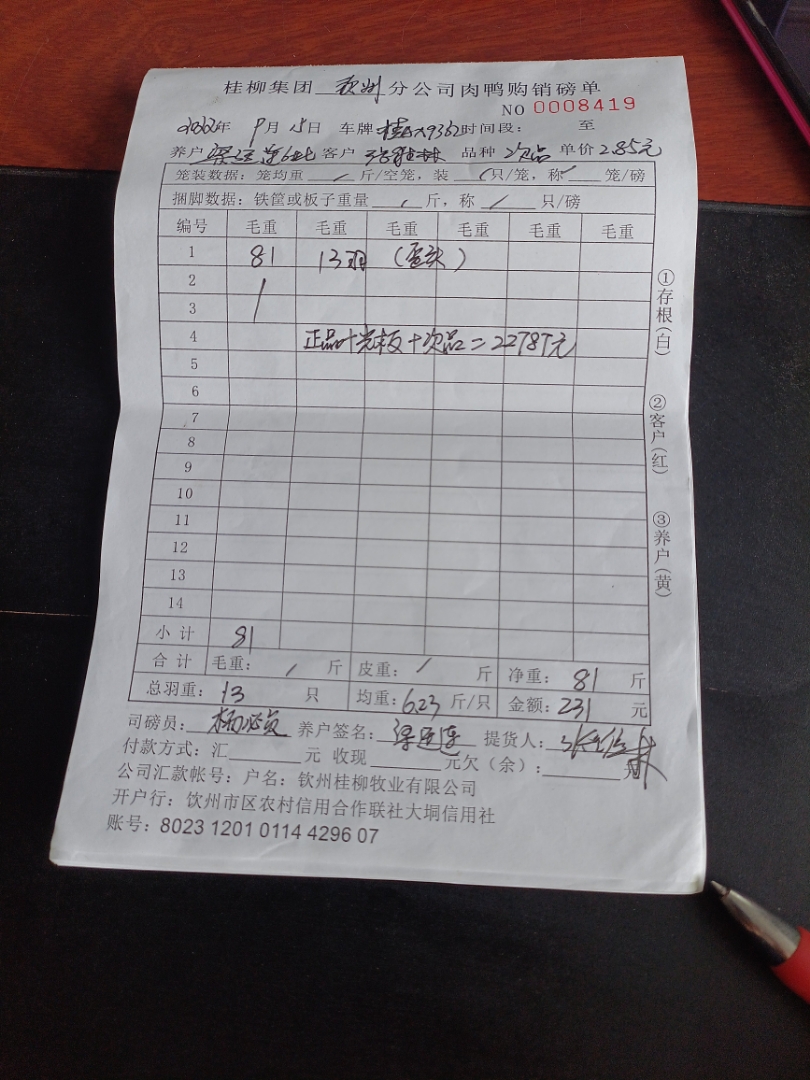 桂柳集团 钦州 分公司肉鸭购销磅单
NO 0008419
年 9月15日 车牌 9362 时间段: 至
养户 客户 品种 次品 单价 2.85元
笼装数据: 笼均重 / 斤/空笼, 装 / 只/笼, 称 / 笼/磅
捆脚数据: 铁筐或板子重量 / 斤, 称 / 只/磅
编号 毛重 毛重 毛重 毛重 毛重 毛重
1 81 13羽 (歪头)
2 /
3
4 正品+光板+次品=22787元
5
6
7
8
9
10
11
12
13
14
小计 81
合计 毛重: / 斤 皮重: / 斤 净重: 81 斤
总羽重: 13 只 均重: 6.23 斤/只 金额: 231 元
司磅员: 养户签名: 提货人:
付款方式: 汇 元 收现 元欠(余): 元
公司汇款帐号: 户名: 钦州桂柳牧业有限公司
开户行: 钦州市区农村信用合作联社大垌信用社
账号: 8023 1201 0114 4296 07
①存根(白)
②客户(红)
③养户(黄)